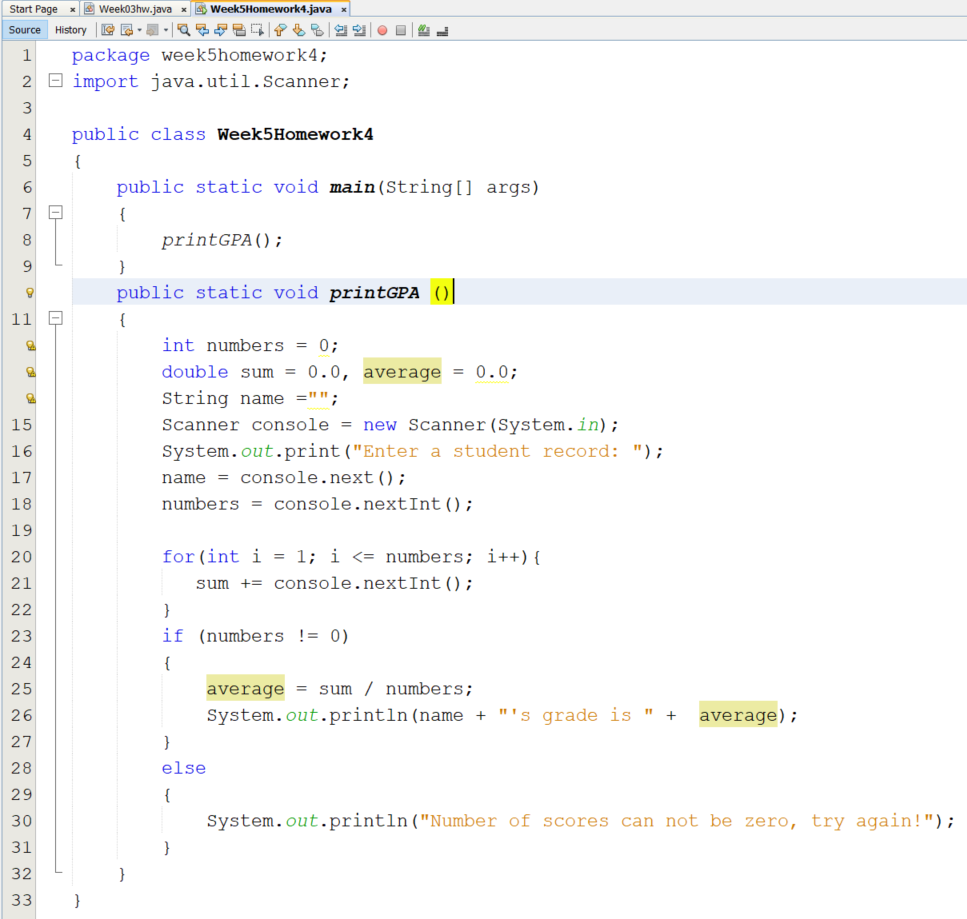 Start Page × Week03hw.java × Week5Homework4.java ×
Source History
1 package week5homework4;
2 import java.util.Scanner;
3
4 public class Week5Homework4
5 {
6     public static void main(String[] args)
7     {
8         printGPA();
9     }
    public static void printGPA ()
11     {
        int numbers = 0;
        double sum = 0.0, average = 0.0;
        String name ="";
15         Scanner console = new Scanner(System.in);
16         System.out.print("Enter a student record: ");
17         name = console.next();
18         numbers = console.nextInt();
19
20         for(int i = 1; i <= numbers; i++){
21            sum += console.nextInt();
22         }
23         if (numbers != 0)
24         {
25             average = sum / numbers;
26             System.out.println(name + "'s grade is " +  average);
27         }
28         else
29         {
30             System.out.println("Number of scores can not be zero, try again!");
31         }
32     }
33 }